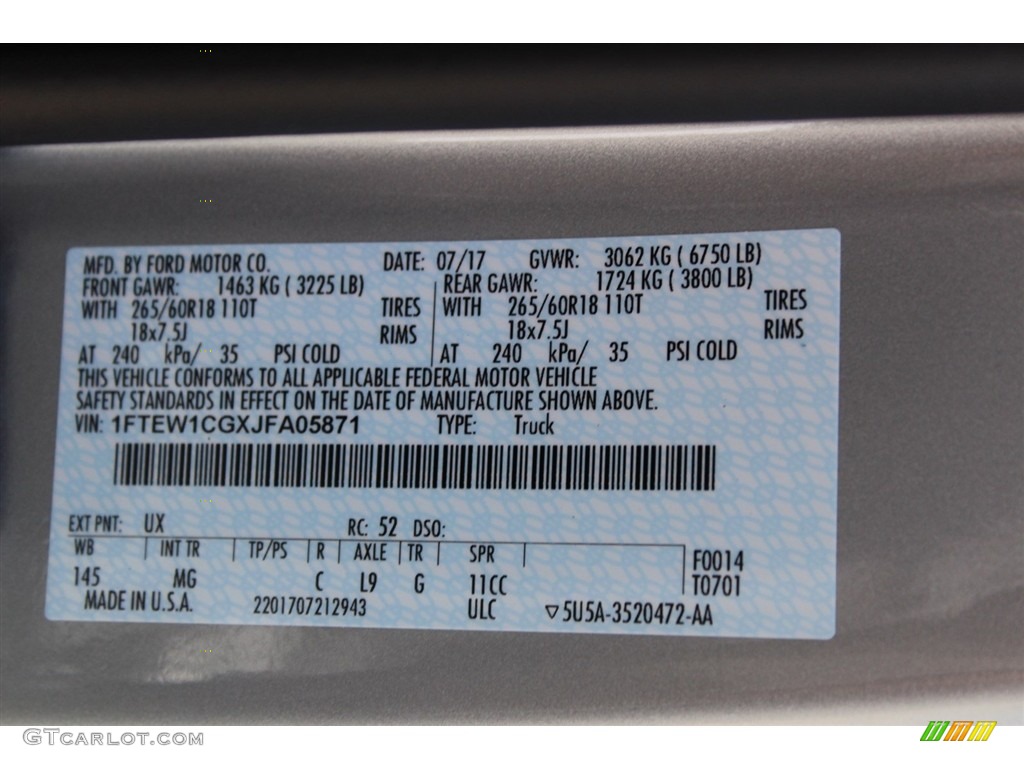 MFD. BY FORD MOTOR CO. DATE: 07/17 GVWR: 3062 KG ( 6750 LB)
FRONT GAWR: 1463 KG ( 3225 LB) REAR GAWR: 1724 KG ( 3800 LB)
WITH 265/60R18 110T TIRES WITH 265/60R18 110T TIRES
18x7.5J RIMS 18x7.5J RIMS
AT 240 kPa/ 35 PSI COLD AT 240 kPa/ 35 PSI COLD
THIS VEHICLE CONFORMS TO ALL APPLICABLE FEDERAL MOTOR VEHICLE
SAFETY STANDARDS IN EFFECT ON THE DATE OF MANUFACTURE SHOWN ABOVE.
VIN: 1FTEW1CGXJFA05871 TYPE: Truck
EXT PNT: UX RC: 52 DSO:
WB INT TR TP/PS R AXLE TR SPR F0014
145 MG C L9 G 11CC T0701
MADE IN U.S.A. 2201707212943 ULC ▽5U5A-3520472-AA
GTCarlot.com